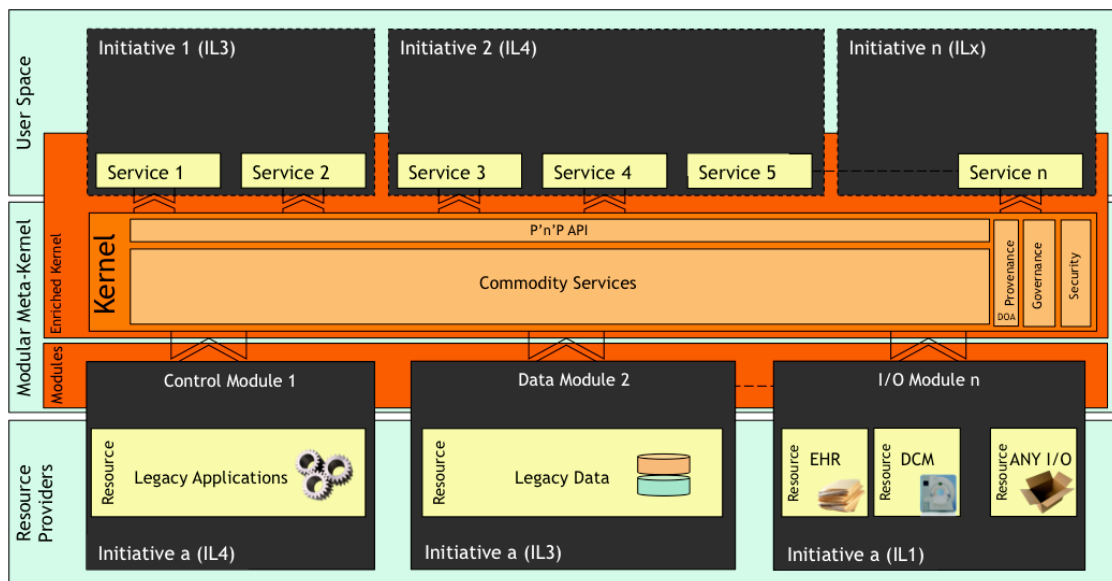 User Space
Initiative 1 (IL3)
Initiative 2 (IL4)
Initiative n (ILx)
Service 1
Service 2
Service 3
Service 4
Service 5
Service n
Modular Meta-Kernel
Enriched Kernel
Kernel
P'n'P API
Commodity Services
Provenance
DOA
Governance
Security
Modules
Control Module 1
Data Module 2
I/O Module n
Resource
Providers
Resource
Legacy Applications
Resource
Legacy Data
Resource
EHR
Resource
DCM
Resource
ANY I/O
Initiative a (IL4)
Initiative a (IL3)
Initiative a (IL1)